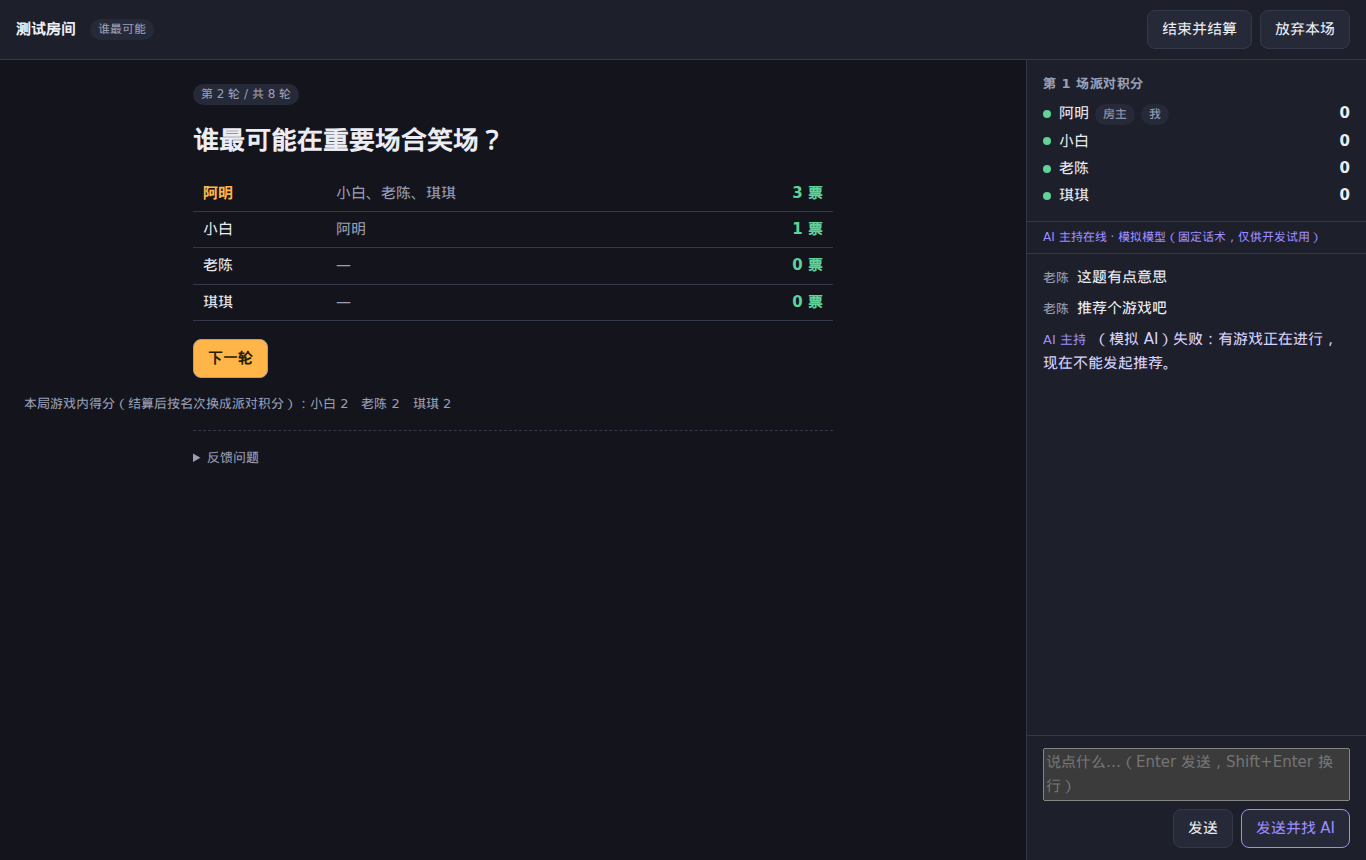 测试房间 谁最可能 结束并结算 放弃本场
第 2 轮 / 共 8 轮
谁最可能在重要场合笑场？
阿明 小白、老陈、琪琪 3 票
小白 阿明 1 票
老陈 — 0 票
琪琪 — 0 票
下一轮
本局游戏内得分（结算后按名次换成派对积分）：小白 2 老陈 2 琪琪 2
反馈问题
第 1 场派对积分
阿明 房主 我 0
小白 0
老陈 0
琪琪 0
AI 主持在线 · 模拟模型（固定话术，仅供开发试用）
老陈 这题有点意思
老陈 推荐个游戏吧
AI 主持 （模拟 AI）失败：有游戏正在进行，
现在不能发起推荐。
说点什么…（Enter 发送，Shift+Enter 换
行）
发送 发送并找 AI